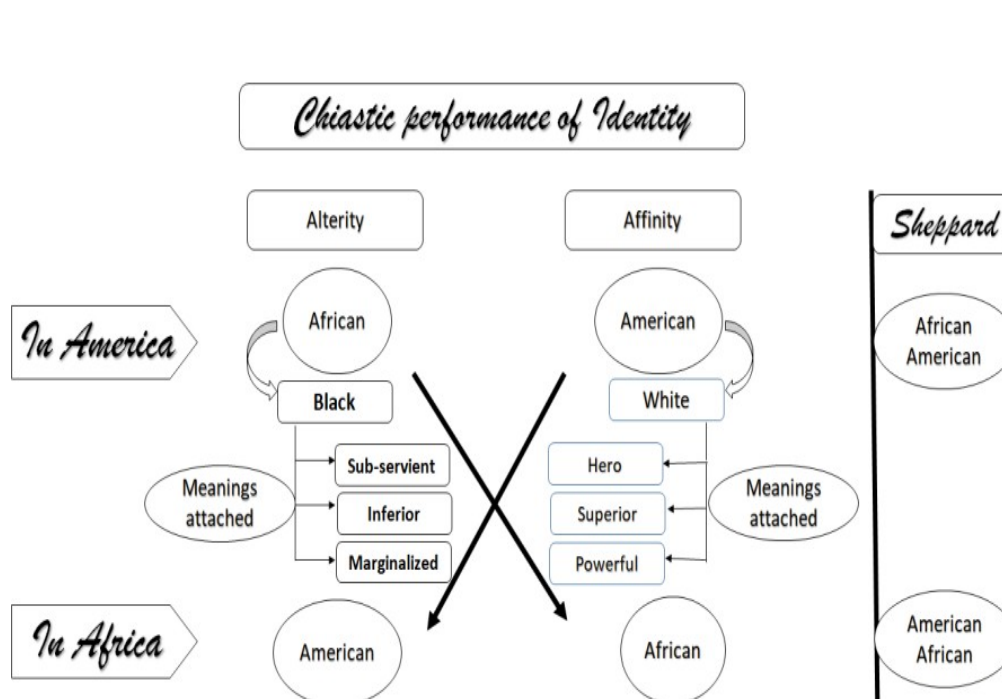 Chiastic performance of Identity
Alterity
Affinity
Sheppard
In America
African
American
African
American
Black
White
Meanings
attached
Sub-servient
Inferior
Marginalized
Hero
Superior
Powerful
Meanings
attached
In Africa
American
African
American
African